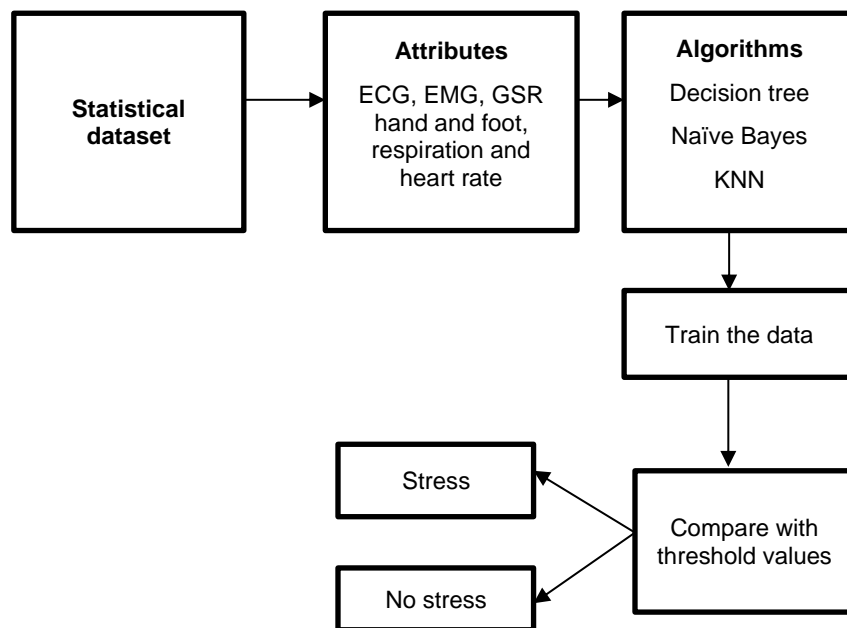 Statistical
dataset
Attributes
ECG, EMG, GSR
hand and foot,
respiration and
heart rate
Algorithms
Decision tree
Naïve Bayes
KNN
Train the data
Compare with
threshold values
Stress
No stress